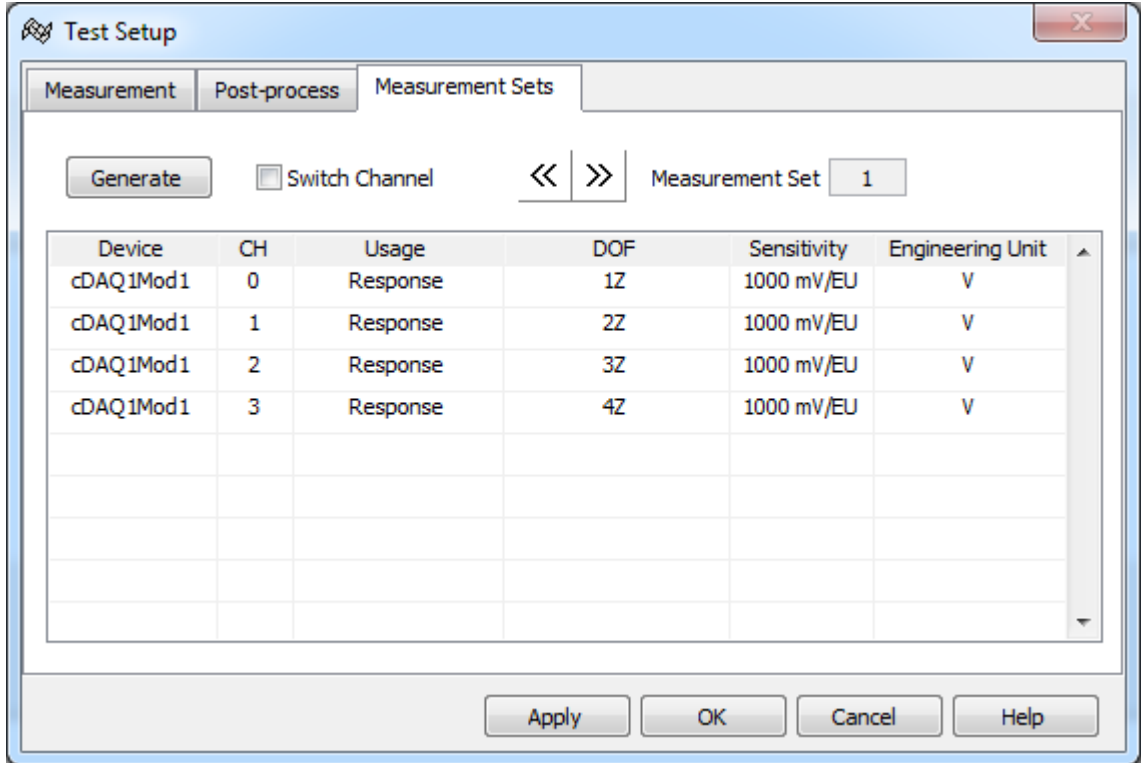 Test Setup
Measurement Post-process Measurement Sets
Generate Switch Channel << >> Measurement Set 1
Device CH Usage DOF Sensitivity Engineering Unit
cDAQ1Mod1 0 Response 1Z 1000 mV/EU V
cDAQ1Mod1 1 Response 2Z 1000 mV/EU V
cDAQ1Mod1 2 Response 3Z 1000 mV/EU V
cDAQ1Mod1 3 Response 4Z 1000 mV/EU V
Apply OK Cancel Help